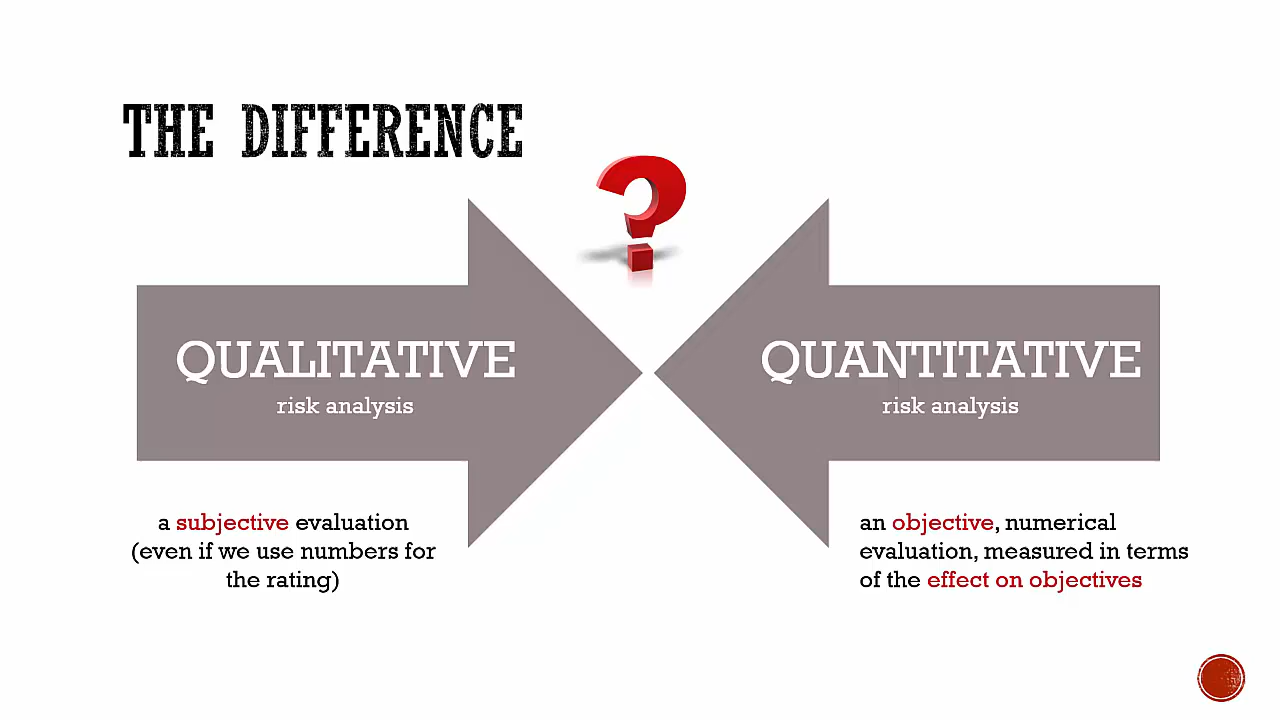 THE DIFFERENCE
QUALITATIVE
risk analysis
a subjective evaluation
(even if we use numbers for
the rating)
QUANTITATIVE
risk analysis
an objective, numerical
evaluation, measured in terms
of the effect on objectives